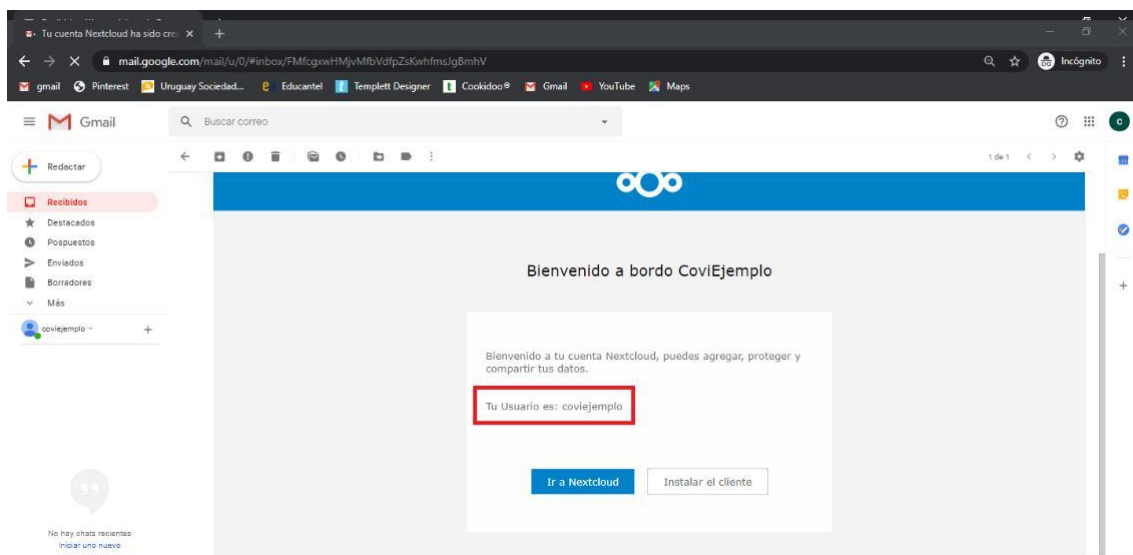 Tu cuenta Nextcloud ha sido cre
mail.google.com/mail/u/0/#inbox/FMfcgxwHMjvMfbVdfpZsKwhfmsJgBmhV
Incógnito
gmail Pinterest Uruguay Sociedad... Educantel Templett Designer Cookidoo® Gmail YouTube Maps
Gmail
Buscar correo
C
Redactar
1 de 1
Recibidos
Destacados
Pospuestos
Enviados
Borradores
Más
coviejemplo
Bienvenido a bordo CoviEjemplo
Bienvenido a tu cuenta Nextcloud, puedes agregar, proteger y
compartir tus datos.
Tu Usuario es: coviejemplo
Ir a Nextcloud Instalar el cliente
No hay chats recientes
Iniciar uno nuevo